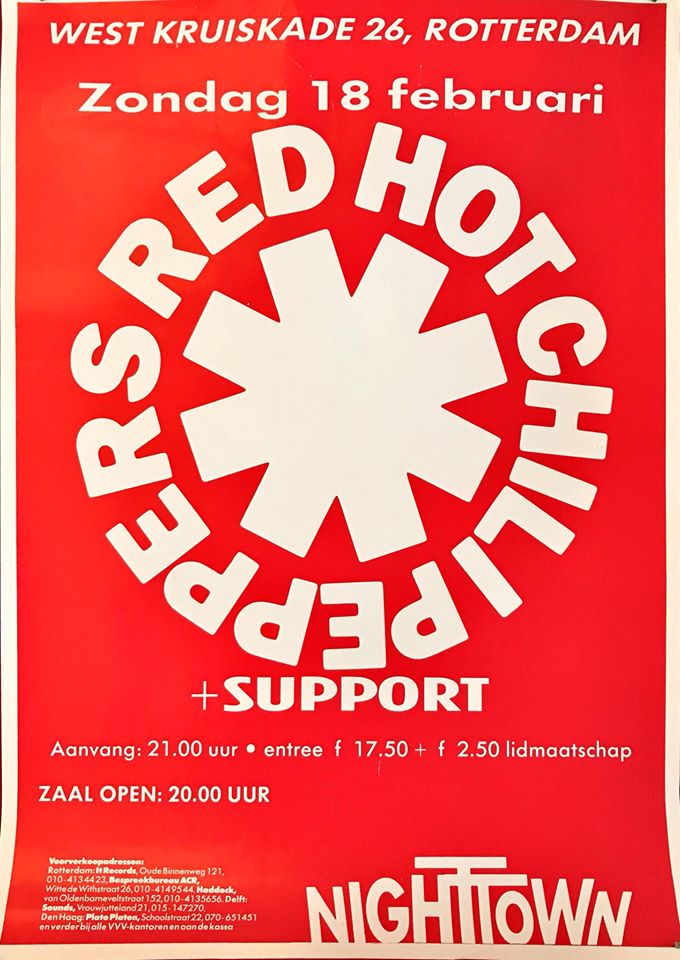 WEST KRUISKADE 26, ROTTERDAM
Zondag 18 februari
RED HOT CHILI PEPPERS
+SUPPORT
Aanvang: 21.00 uur • entree f 17.50 + f 2.50 lidmaatschap
ZAAL OPEN: 20.00 UUR
Voorverkoopadressen:
Rotterdam: It Records, Oude Binnenweg 121,
010-4134423, Bespreekbureau ACR,
Witte de Withstraat 26, 010-4149544. Haddock,
van Oldenbarneveltstraat 152, 010-4135656. Delft:
Sounds, Vrouwjutteland 21, 015-147270.
Den Haag: Plato Platen, Schoolstraat 22, 070-651451
en verder bij alle VVV-kantoren en aan de kassa
NIGHTTOWN